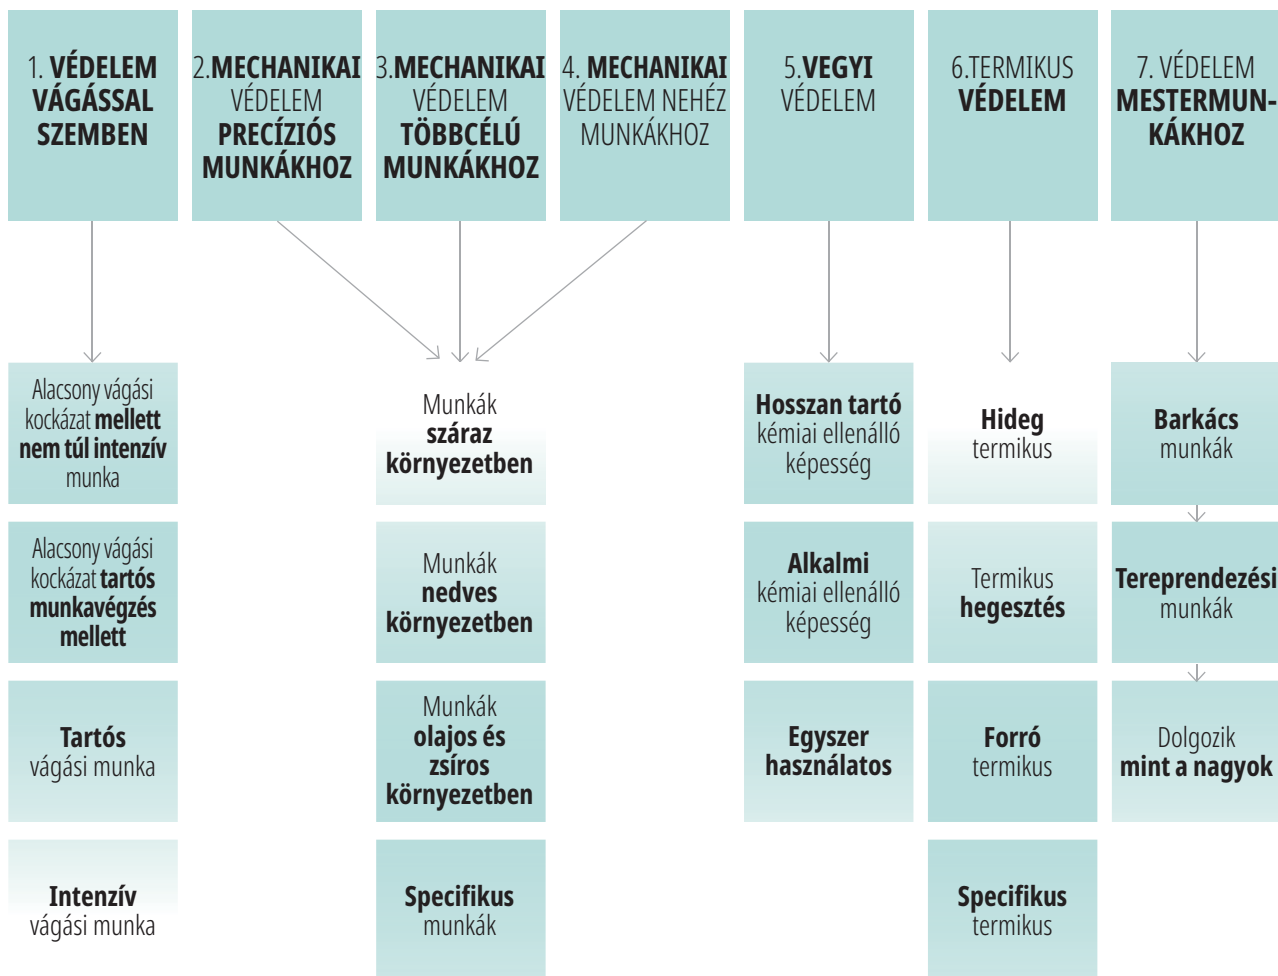 1. VÉDELEM
VÁGÁSSAL
SZEMBEN
2.MECHANIKAI
VÉDELEM
PRECÍZIÓS
MUNKÁKHOZ
3.MECHANIKAI
VÉDELEM
TÖBBCÉLÚ
MUNKÁKHOZ
4. MECHANIKAI
VÉDELEM NEHÉZ
MUNKÁKHOZ
5.VEGYI
VÉDELEM
6.TERMIKUS
VÉDELEM
7. VÉDELEM
MESTERMUN-
KÁKHOZ
Alacsony vágási
kockázat mellett
nem túl intenzív
munka
Alacsony vágási
kockázat tartós
munkavégzés
mellett
Tartós
vágási munka
Intenzív
vágási munka
Munkák
száraz
környezetben
Munkák
nedves
környezetben
Munkák
olajos és
zsíros
környezetben
Specifikus
munkák
Hosszan tartó
kémiai ellenálló
képesség
Alkalmi
kémiai ellenálló
képesség
Egyszer
használatos
Hideg
termikus
Termikus
hegesztés
Forró
termikus
Specifikus
termikus
Barkács
munkák
Tereprendezési
munkák
Dolgozik
mint a nagyok